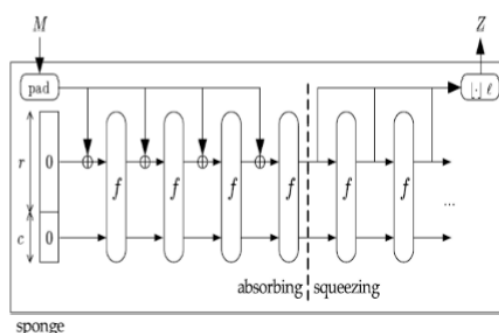 M Z
pad ⌊·⌋ℓ
r 0 f f f f f f
c 0 ...
absorbing squeezing
sponge